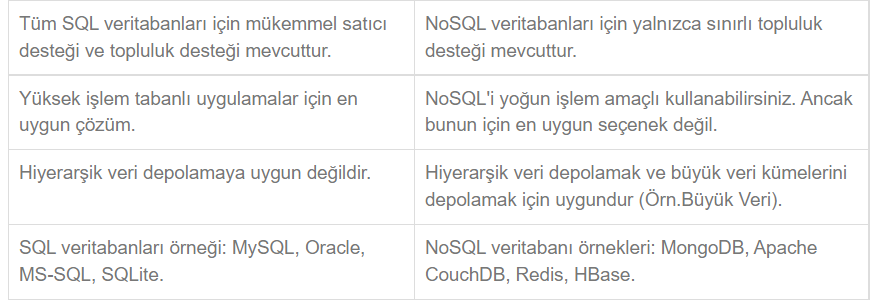 Tüm SQL veritabanları için mükemmel satıcı
desteği ve topluluk desteği mevcuttur.
NoSQL veritabanları için yalnızca sınırlı topluluk
desteği mevcuttur.
Yüksek işlem tabanlı uygulamalar için en
uygun çözüm.
NoSQL'i yoğun işlem amaçlı kullanabilirsiniz. Ancak
bunun için en uygun seçenek değil.
Hiyerarşik veri depolamaya uygun değildir.
Hiyerarşik veri depolamak ve büyük veri kümelerini
depolamak için uygundur (Örn.Büyük Veri).
SQL veritabanları örneği: MySQL, Oracle,
MS-SQL, SQLite.
NoSQL veritabanı örnekleri: MongoDB, Apache
CouchDB, Redis, HBase.